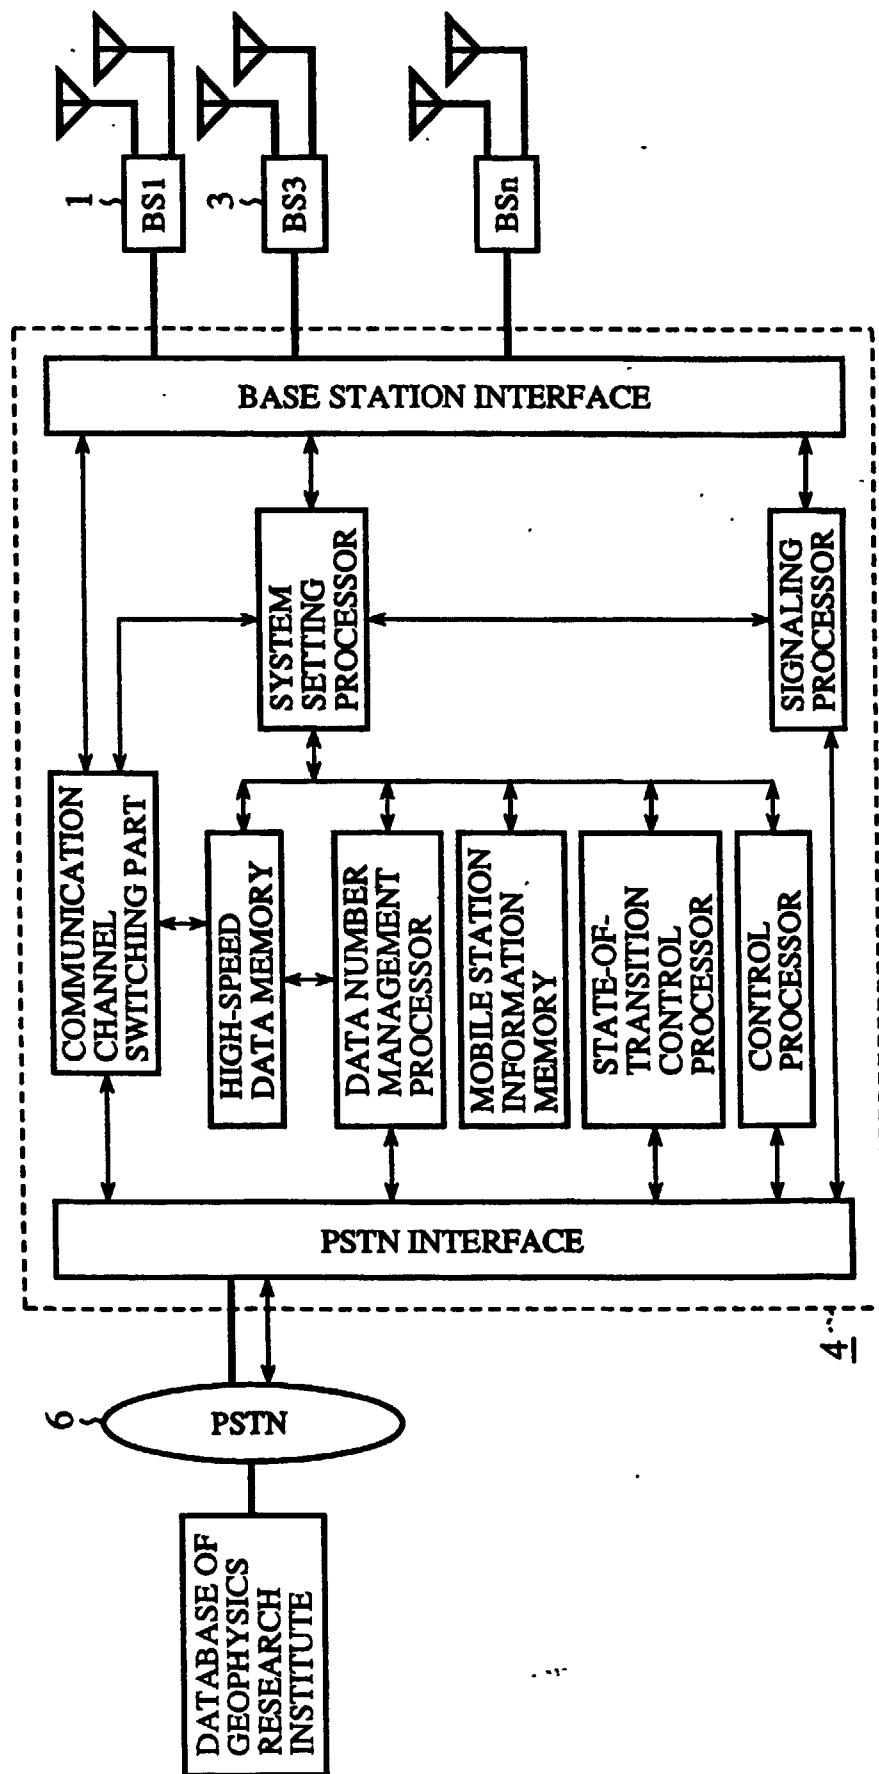 DATABASE OF
GEOPHYSICS
RESEARCH
INSTITUTE
6
PSTN
4
PSTN INTERFACE
COMMUNICATION
CHANNEL
SWITCHING PART
HIGH-SPEED
DATA MEMORY
DATA NUMBER
MANAGEMENT
PROCESSOR
MOBILE STATION
INFORMATION
MEMORY
STATE-OF-
TRANSITION
CONTROL
PROCESSOR
CONTROL
PROCESSOR
SYSTEM
SETTING
PROCESSOR
SIGNALING
PROCESSOR
BASE STATION INTERFACE
1
BS1
3
BS3
BSn